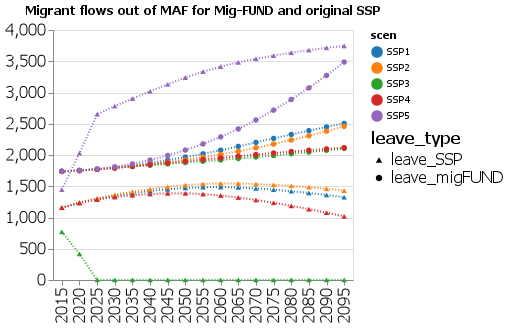 Migrant flows out of MAF for Mig-FUND and original SSP
4,000
3,500
3,000
2,500
2,000
1,500
1,000
500
0
2015
2020
2025
2030
2035
2040
2045
2050
2055
2060
2065
2070
2075
2080
2085
2090
2095
scen
SSP1
SSP2
SSP3
SSP4
SSP5
leave_type
leave_SSP
leave_migFUND